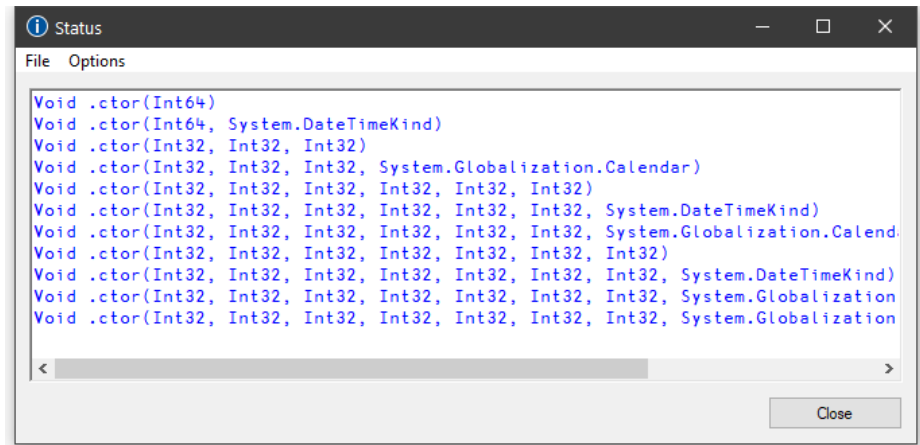 Status
File Options
Void .ctor(Int64)
Void .ctor(Int64, System.DateTimeKind)
Void .ctor(Int32, Int32, Int32)
Void .ctor(Int32, Int32, Int32, System.Globalization.Calendar)
Void .ctor(Int32, Int32, Int32, Int32, Int32, Int32)
Void .ctor(Int32, Int32, Int32, Int32, Int32, Int32, System.DateTimeKind)
Void .ctor(Int32, Int32, Int32, Int32, Int32, Int32, System.Globalization.Calend
Void .ctor(Int32, Int32, Int32, Int32, Int32, Int32, Int32)
Void .ctor(Int32, Int32, Int32, Int32, Int32, Int32, Int32, System.DateTimeKind)
Void .ctor(Int32, Int32, Int32, Int32, Int32, Int32, Int32, System.Globalization
Void .ctor(Int32, Int32, Int32, Int32, Int32, Int32, Int32, System.Globalization
Close